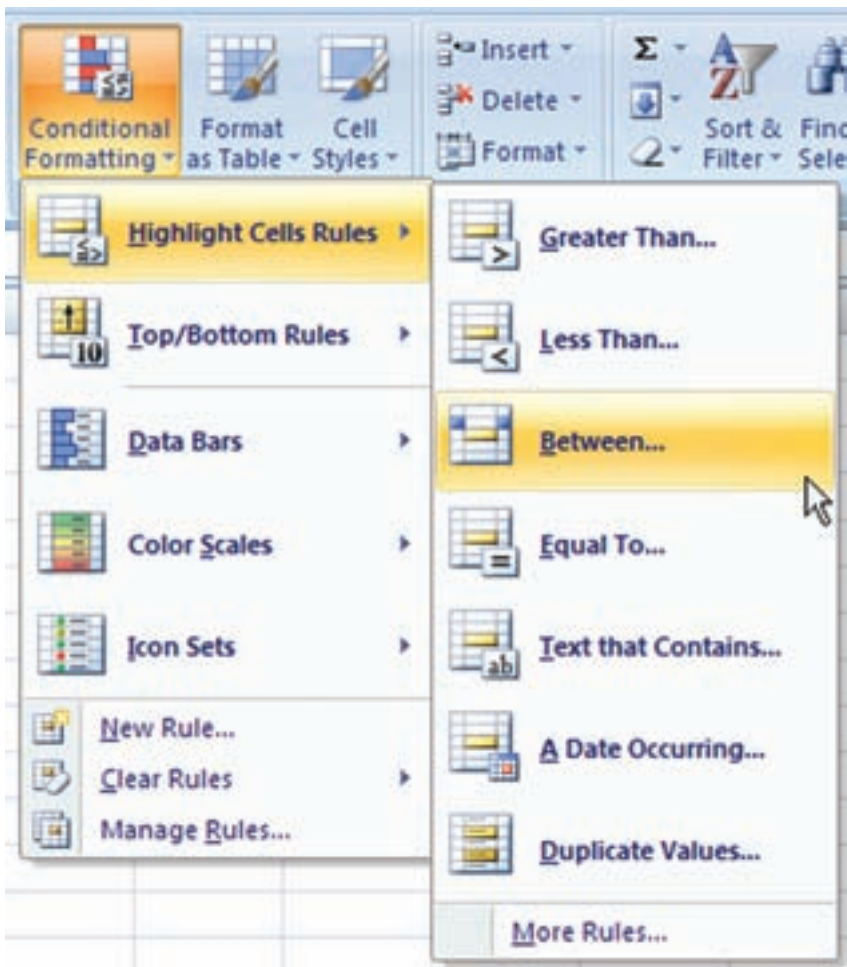 Conditional
Formatting
Format
as Table
Cell
Styles
Insert
Delete
Format
Σ
A
Z
Sort &
Filter
Highlight Cells Rules
10
Top/Bottom Rules
Data Bars
Color Scales
Icon Sets
New Rule...
Clear Rules
Manage Rules...
>
Greater Than...
<
Less Than...
Between...
=
Equal To...
ab
Text that Contains...
A Date Occurring...
Duplicate Values...
More Rules...